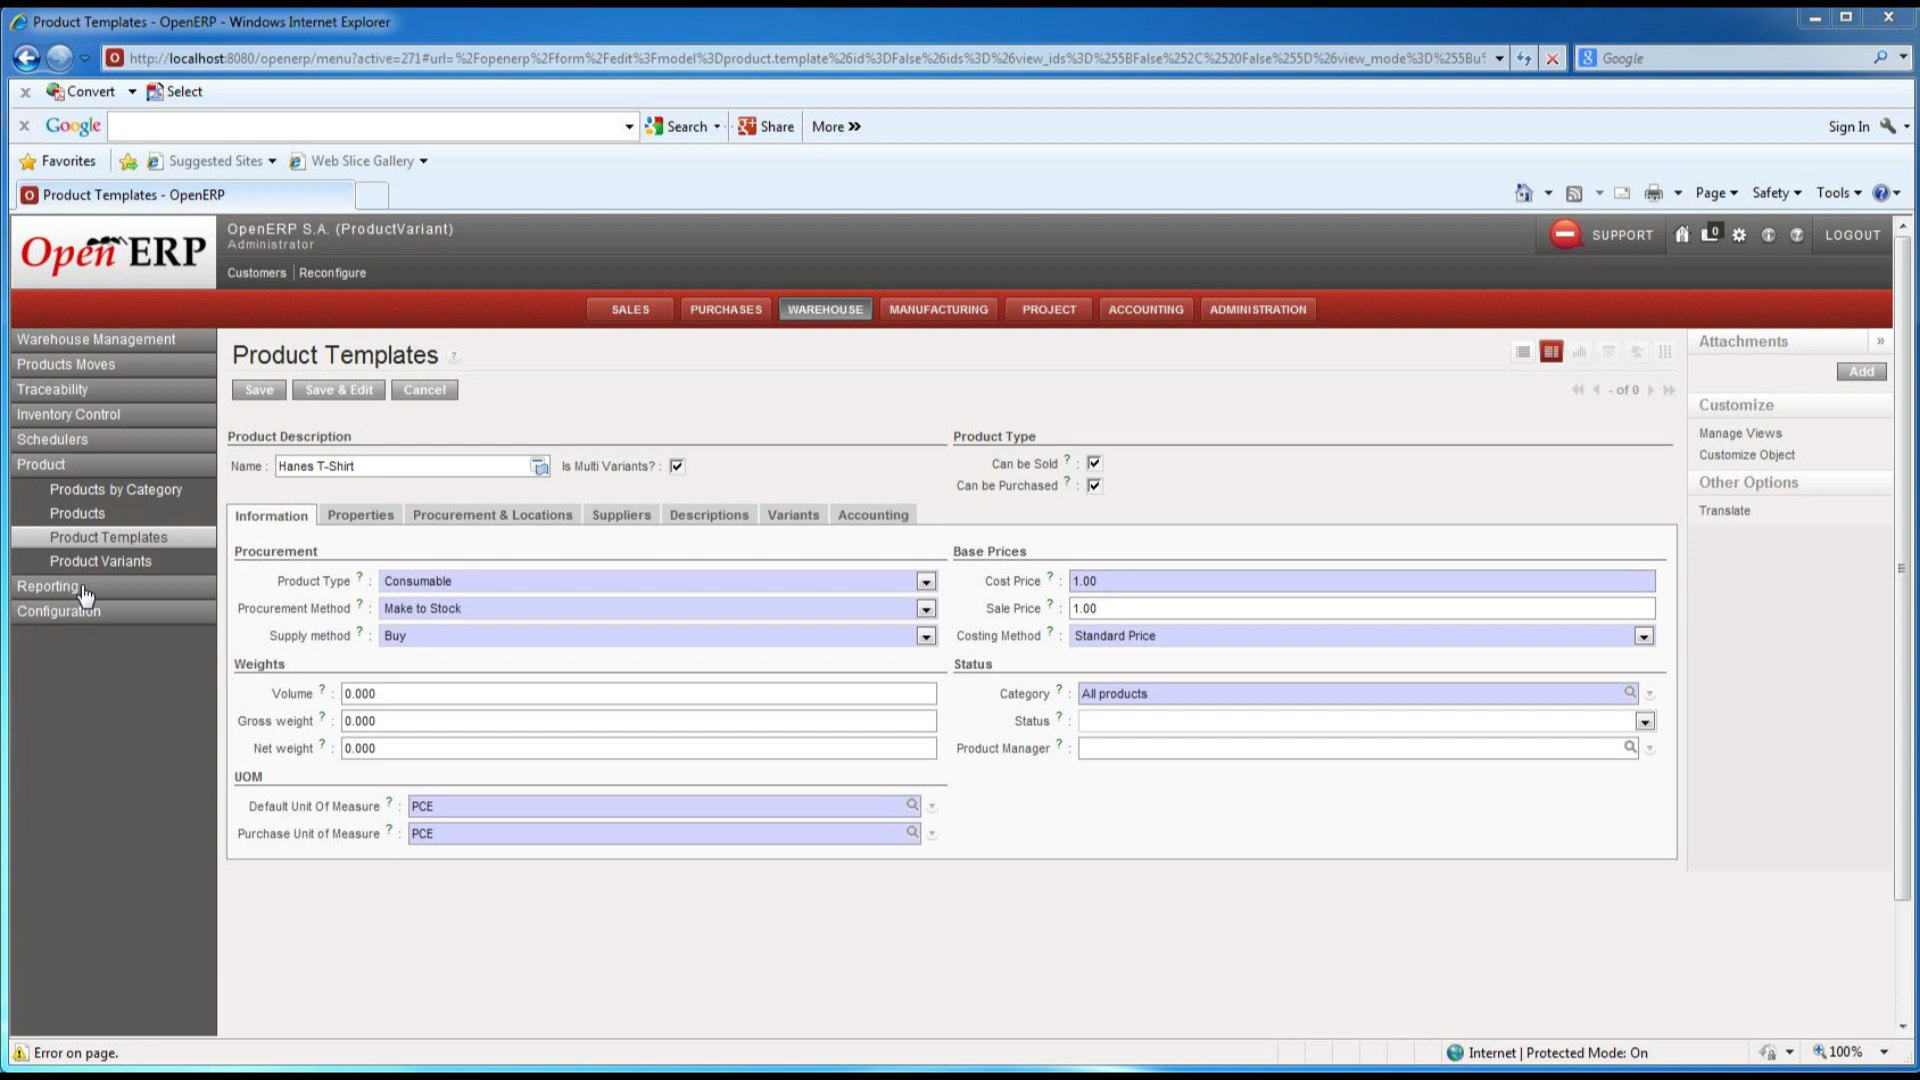 Product Templates - OpenERP - Windows Internet Explorer
http://localhost:8080/openerp/menu?active=271#url=%2Fopenerp%2Fform%2Fedit%3Fmodel%3Dproduct.template%26id%3DFalse%26ids%3D%26view_ids%3D%255BFalse%252C%2520False%255D%26view_mode%3D%255Bu
Google
Convert Select
Google Search Share More » Sign In
Favorites Suggested Sites Web Slice Gallery
Product Templates - OpenERP
Page Safety Tools
Open ERP
OpenERP S.A. (ProductVariant)
Administrator
Customers Reconfigure
SUPPORT 0 LOGOUT
SALES PURCHASES WAREHOUSE MANUFACTURING PROJECT ACCOUNTING ADMINISTRATION
Warehouse Management
Products Moves
Traceability
Inventory Control
Schedulers
Product
Products by Category
Products
Product Templates
Product Variants
Reporting
Configuration
Product Templates ?
Save Save & Edit Cancel
- of 0
Product Description
Name : Hanes T-Shirt Is Multi Variants? :
Product Type
Can be Sold ? :
Can be Purchased ? :
Information Properties Procurement & Locations Suppliers Descriptions Variants Accounting
Procurement
Product Type ? : Consumable
Procurement Method ? : Make to Stock
Supply method ? : Buy
Base Prices
Cost Price ? : 1.00
Sale Price ? : 1.00
Costing Method ? : Standard Price
Weights
Volume ? : 0.000
Gross weight ? : 0.000
Net weight ? : 0.000
Status
Category ? : All products
Status ? :
Product Manager ? :
UOM
Default Unit Of Measure ? : PCE
Purchase Unit of Measure ? : PCE
Attachments »
Add
Customize
Manage Views
Customize Object
Other Options
Translate
Error on page.
Internet | Protected Mode: On
100%